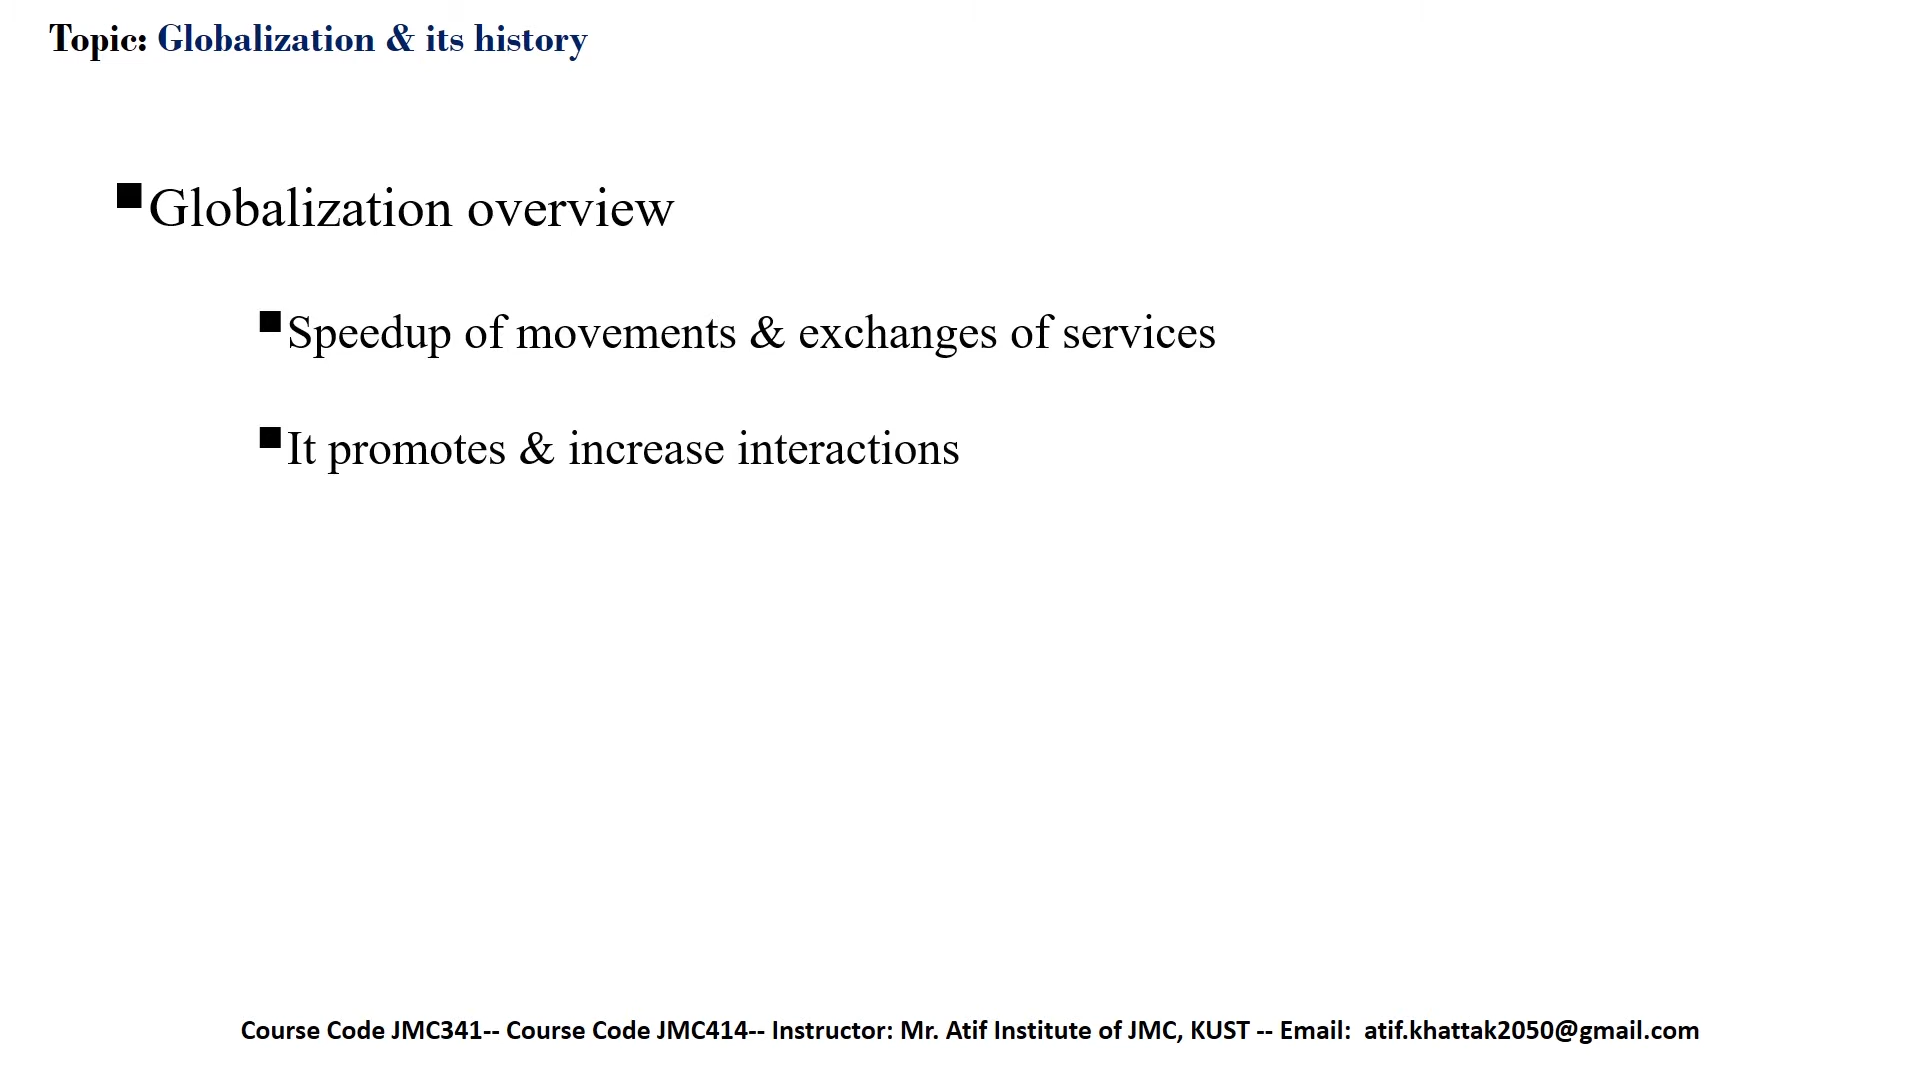 Topic: Globalization & its history
Globalization overview
Speedup of movements & exchanges of services
It promotes & increase interactions
Course Code JMC341-- Course Code JMC414-- Instructor: Mr. Atif Institute of JMC, KUST -- Email:  atif.khattak2050@gmail.com